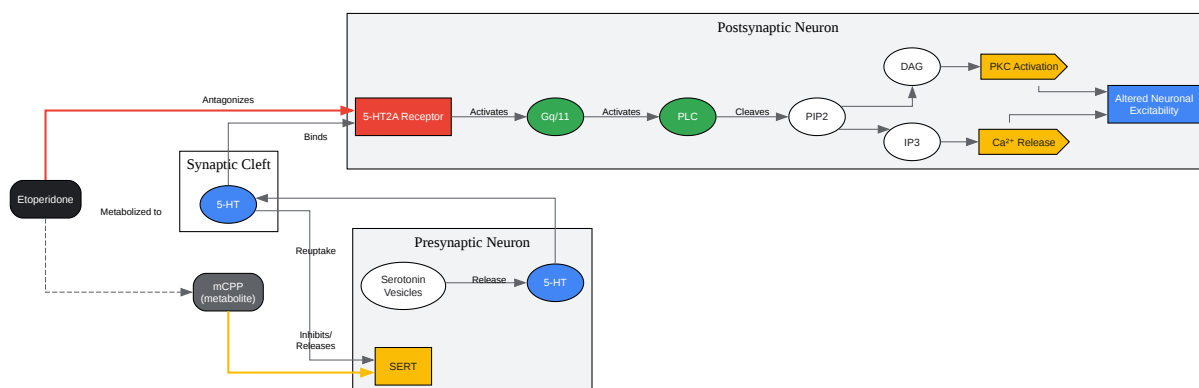 Postsynaptic Neuron
DAG
PKC Activation
Antagonizes
5-HT2A Receptor
Activates
Gq/11
Activates
PLC
Cleaves
PIP2
Altered Neuronal
Excitability
Binds
IP3
Ca²⁺ Release
Synaptic Cleft
Etoperidone
5-HT
Metabolized to
Presynaptic Neuron
Reuptake
mCPP
(metabolite)
Serotonin
Vesicles
Release
5-HT
Inhibits/
Releases
SERT